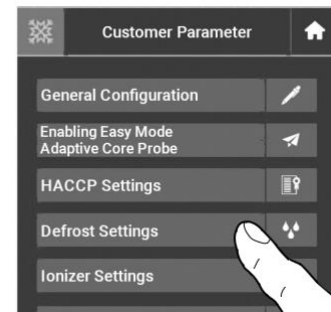 Customer Parameter
General Configuration
Enabling Easy Mode
Adaptive Core Probe
HACCP Settings
Defrost Settings
Ionizer Settings